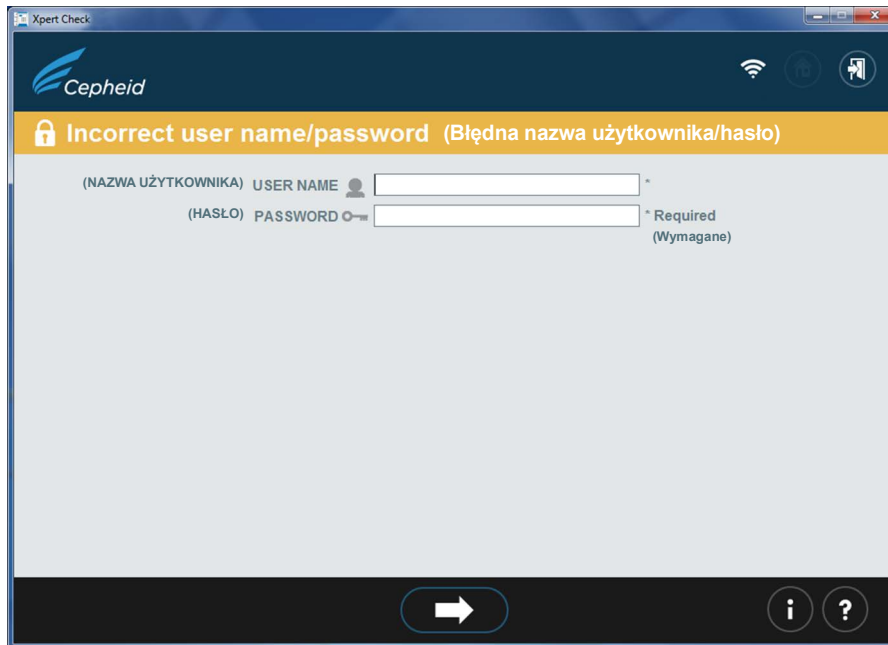 Xpert Check
Cepheid
Incorrect user name/password (Błędna nazwa użytkownika/hasło)
(NAZWA UŻYTKOWNIKA) USER NAME *
(HASŁO) PASSWORD * Required
(Wymagane)
i ?